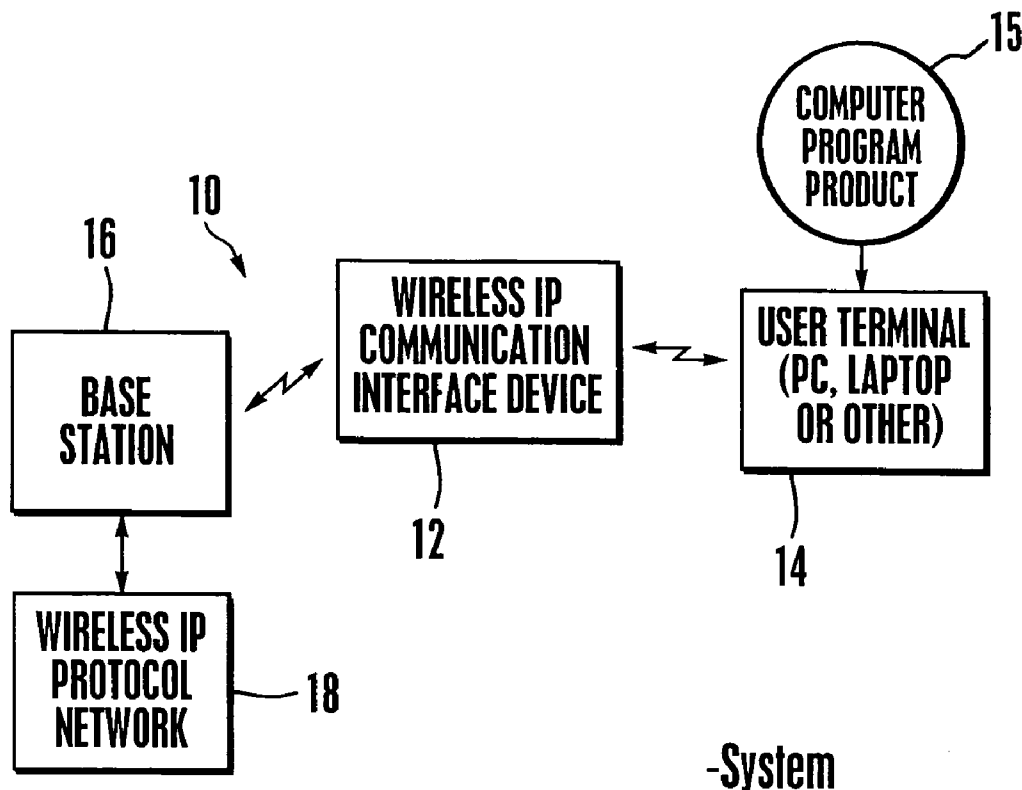 15
COMPUTER
PROGRAM
PRODUCT
10
16
WIRELESS IP
COMMUNICATION
INTERFACE DEVICE
USER TERMINAL
(PC, LAPTOP
OR OTHER)
BASE
STATION
12
14
WIRELESS IP
PROTOCOL
NETWORK
18
-System